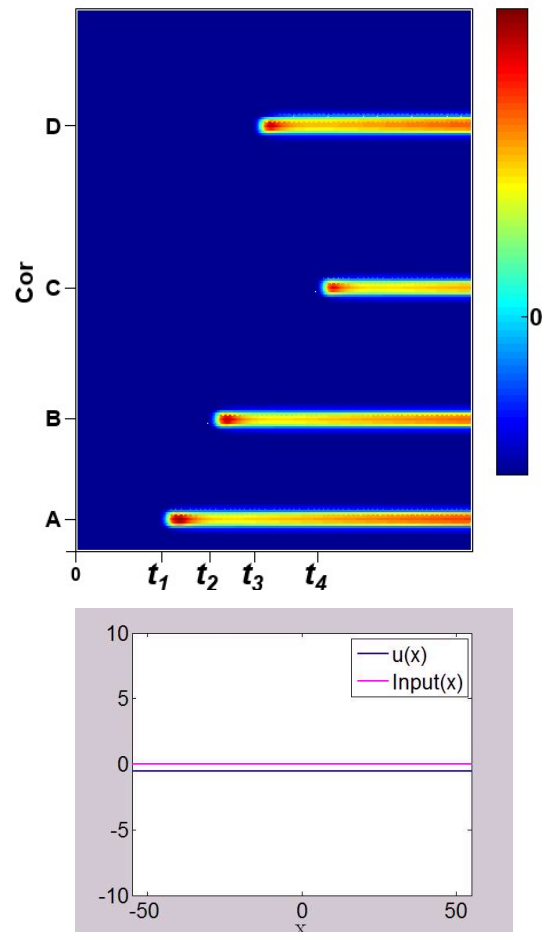 D
Cor C
0
B
A
0 t₁ t₂ t₃ t₄
10
u(x)
Input(x)
5
0
-5
-10
-50 0 50
x